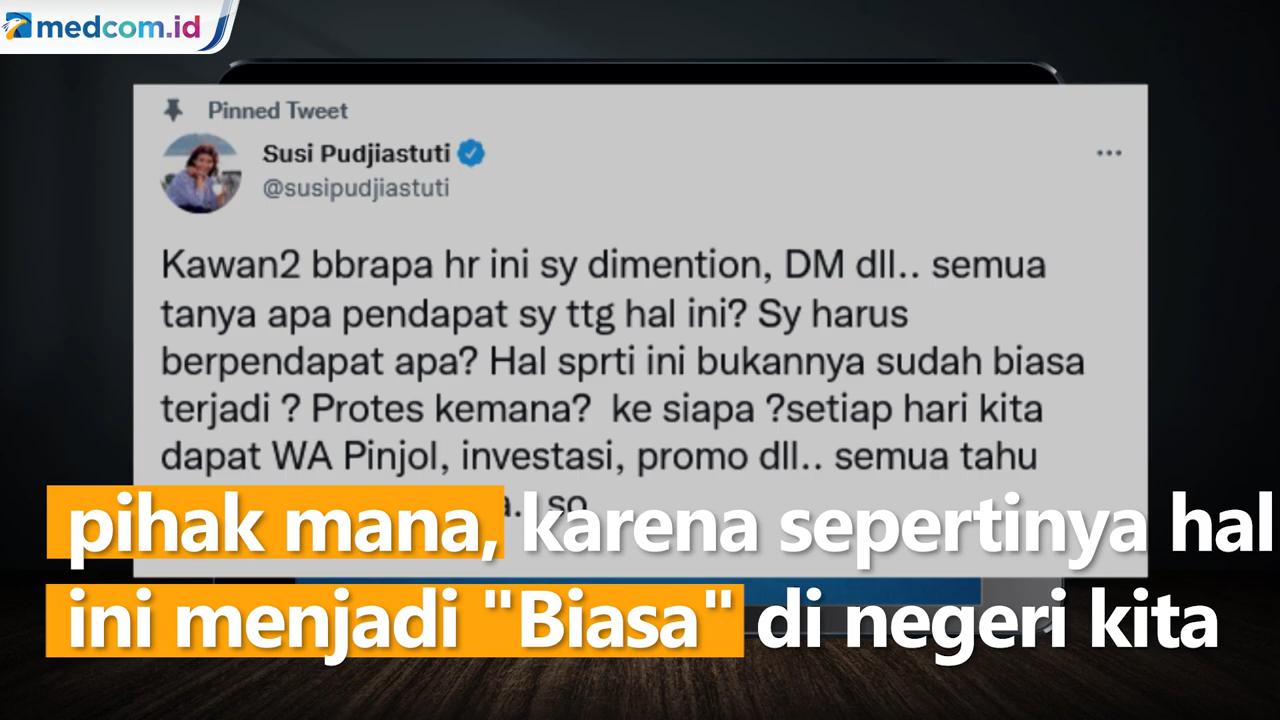 medcom.id
Pinned Tweet
Susi Pudjiastuti
@susipudjiastuti
Kawan2 bbrapa hr ini sy dimention, DM dll.. semua
tanya apa pendapat sy ttg hal ini? Sy harus
berpendapat apa? Hal sprti ini bukannya sudah biasa
terjadi ? Protes kemana?  ke siapa ?setiap hari kita
dapat WA Pinjol, investasi, promo dll.. semua tahu
so
pihak mana, karena sepertinya hal
ini menjadi "Biasa" di negeri kita